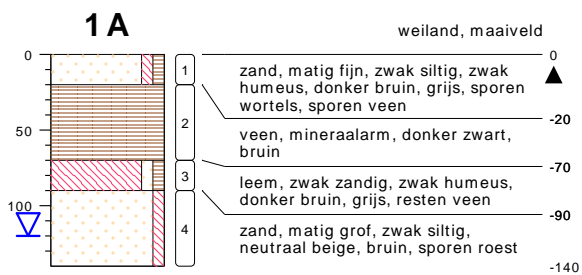 1 A
weiland, maaiveld
0
0
1
zand, matig fijn, zwak siltig, zwak
humeus, donker bruin, grijs, sporen
wortels, sporen veen
-20
50
2
veen, mineraalarm, donker zwart,
bruin
-70
3
leem, zwak zandig, zwak humeus,
donker bruin, grijs, resten veen
-90
100
4
zand, matig grof, zwak siltig,
neutraal beige, bruin, sporen roest
-140